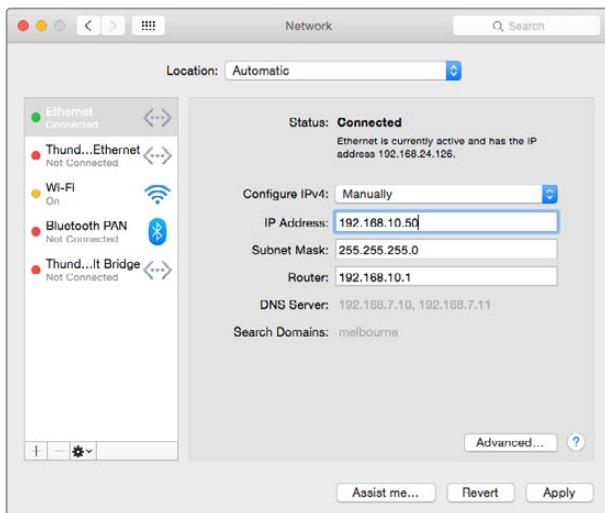 Network
Search
Location: Automatic
Ethernet
Connected
Thund...Ethernet
Not Connected
Wi-Fi
On
Bluetooth PAN
Not Connected
Thund...lt Bridge
Not Connected
Status: Connected
Ethernet is currently active and has the IP
address 192.168.24.126.
Configure IPv4: Manually
IP Address: 192.168.10.50
Subnet Mask: 255.255.255.0
Router: 192.168.10.1
DNS Server: 192.168.7.10, 192.168.7.11
Search Domains: melbourne
Advanced... ?
Assist me... Revert Apply